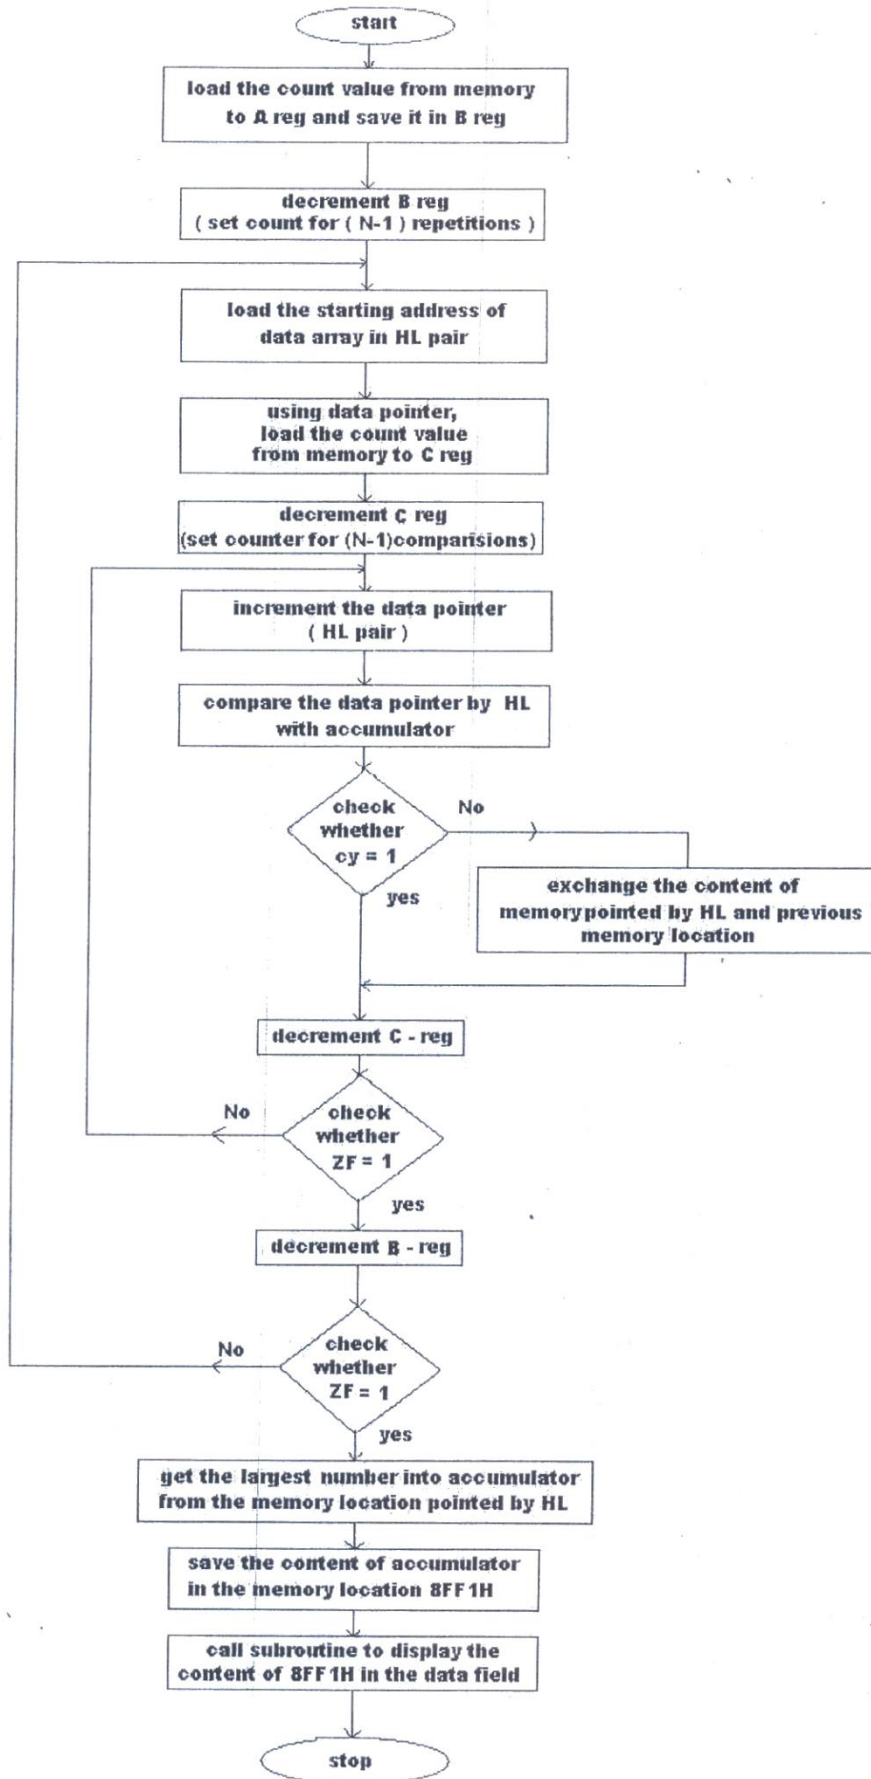 start
load the count value from memory
to A reg and save it in B reg
decrement B reg
( set count for ( N-1 ) repetitions )
load the starting address of
data array in HL pair
using data pointer,
load the count value
from memory to C reg
decrement C reg
(set counter for (N-1)comparisions)
increment the data pointer
( HL pair )
compare the data pointer by HL
with accumulator
check
whether
cy = 1
No
yes
exchange the content of
memory pointed by HL and previous
memory location
decrement C - reg
check
whether
ZF = 1
No
yes
decrement B - reg
check
whether
ZF = 1
No
yes
get the largest number into accumulator
from the memory location pointed by HL
save the content of accumulator
in the memory location 8FF1H
call subroutine to display the
content of 8FF1H in the data field
stop